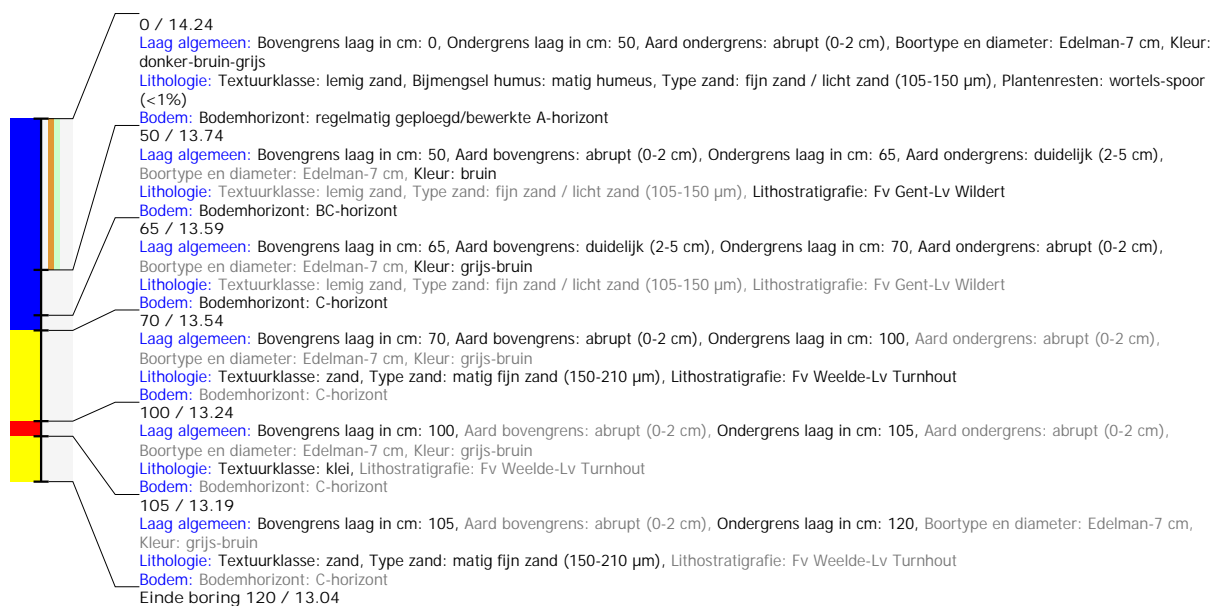 0 / 14.24
Laag algemeen: Bovengrens laag in cm: 0, Ondergrens laag in cm: 50, Aard ondergrens: abrupt (0-2 cm), Boortype en diameter: Edelman-7 cm, Kleur:
donker-bruin-grijs
Lithologie: Textuurklasse: lemig zand, Bijmengsel humus: matig humeus, Type zand: fijn zand / licht zand (105-150 µm), Plantenresten: wortels-spoor
(<1%)
Bodem: Bodemhorizont: regelmatig geploegd/bewerkte A-horizont
50 / 13.74
Laag algemeen: Bovengrens laag in cm: 50, Aard bovengrens: abrupt (0-2 cm), Ondergrens laag in cm: 65, Aard ondergrens: duidelijk (2-5 cm),
Boortype en diameter: Edelman-7 cm, Kleur: bruin
Lithologie: Textuurklasse: lemig zand, Type zand: fijn zand / licht zand (105-150 µm), Lithostratigrafie: Fv Gent-Lv Wildert
Bodem: Bodemhorizont: BC-horizont
65 / 13.59
Laag algemeen: Bovengrens laag in cm: 65, Aard bovengrens: duidelijk (2-5 cm), Ondergrens laag in cm: 70, Aard ondergrens: abrupt (0-2 cm),
Boortype en diameter: Edelman-7 cm, Kleur: grijs-bruin
Lithologie: Textuurklasse: lemig zand, Type zand: fijn zand / licht zand (105-150 µm), Lithostratigrafie: Fv Gent-Lv Wildert
Bodem: Bodemhorizont: C-horizont
70 / 13.54
Laag algemeen: Bovengrens laag in cm: 70, Aard bovengrens: abrupt (0-2 cm), Ondergrens laag in cm: 100, Aard ondergrens: abrupt (0-2 cm),
Boortype en diameter: Edelman-7 cm, Kleur: grijs-bruin
Lithologie: Textuurklasse: zand, Type zand: matig fijn zand (150-210 µm), Lithostratigrafie: Fv Weelde-Lv Turnhout
Bodem: Bodemhorizont: C-horizont
100 / 13.24
Laag algemeen: Bovengrens laag in cm: 100, Aard bovengrens: abrupt (0-2 cm), Ondergrens laag in cm: 105, Aard ondergrens: abrupt (0-2 cm),
Boortype en diameter: Edelman-7 cm, Kleur: grijs-bruin
Lithologie: Textuurklasse: klei, Lithostratigrafie: Fv Weelde-Lv Turnhout
Bodem: Bodemhorizont: C-horizont
105 / 13.19
Laag algemeen: Bovengrens laag in cm: 105, Aard bovengrens: abrupt (0-2 cm), Ondergrens laag in cm: 120, Boortype en diameter: Edelman-7 cm,
Kleur: grijs-bruin
Lithologie: Textuurklasse: zand, Type zand: matig fijn zand (150-210 µm), Lithostratigrafie: Fv Weelde-Lv Turnhout
Bodem: Bodemhorizont: C-horizont
Einde boring 120 / 13.04